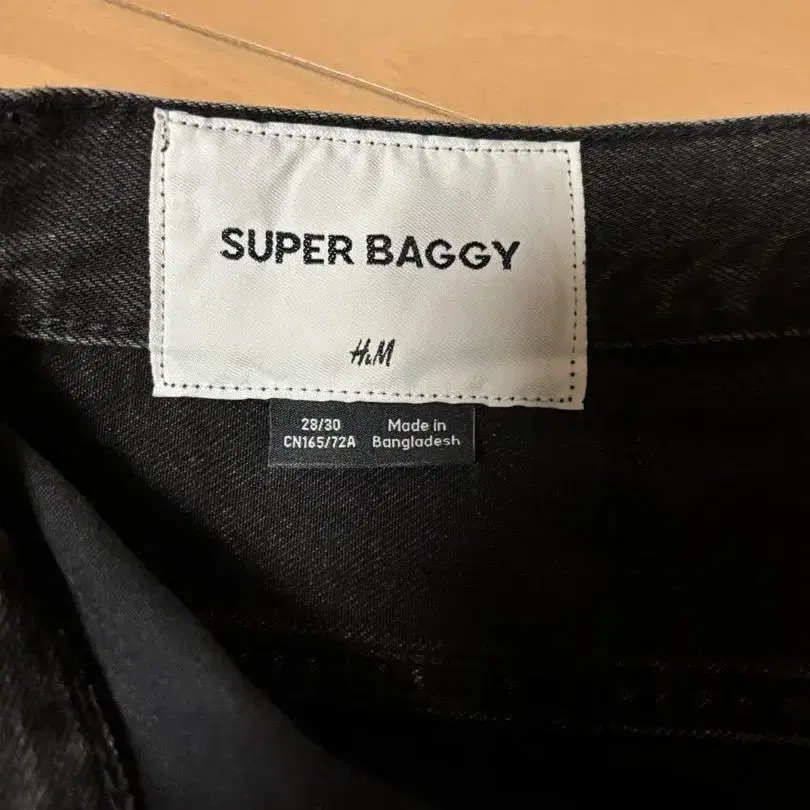 SUPER BAGGY
H&M
28/30
CN165/72A
Made in
Bangladesh